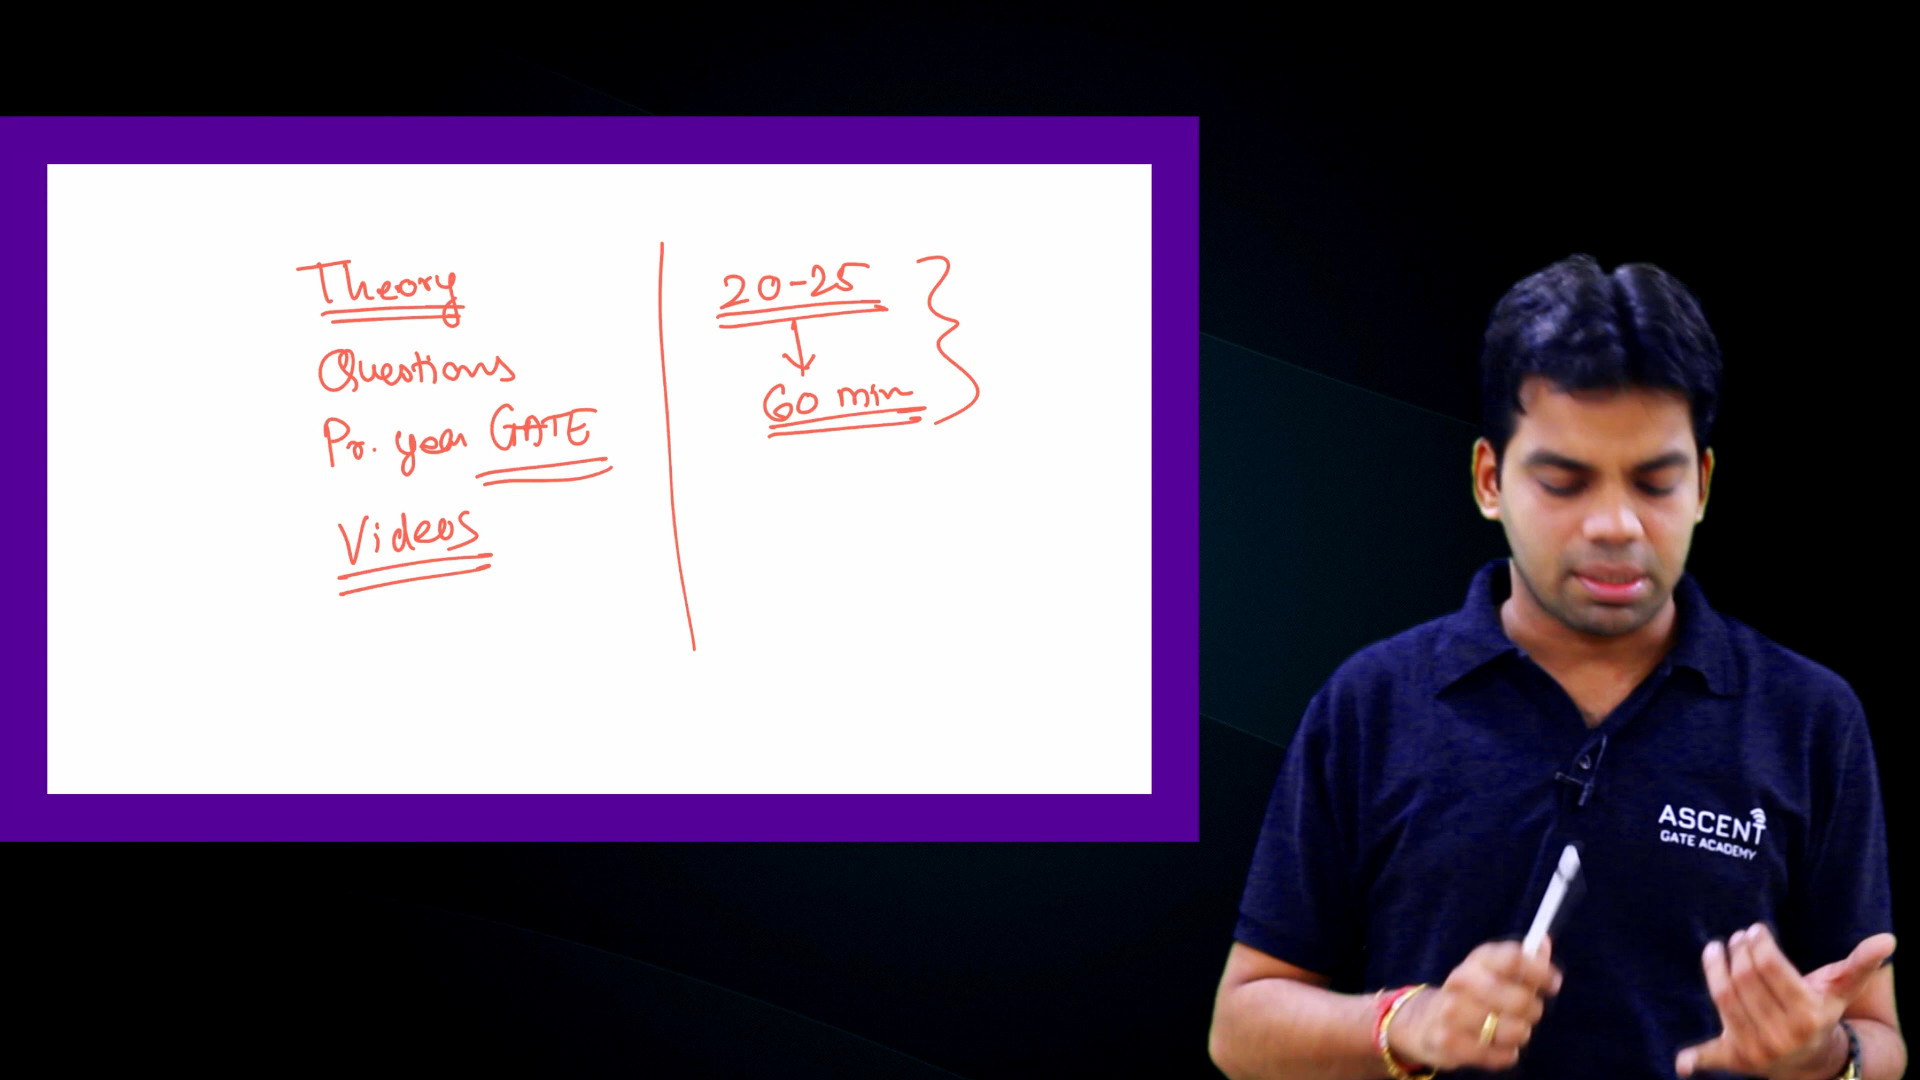 Theory
Questions
Pr. year GATE
Videos
20-25
60 min
ASCENT
GATE ACADEMY